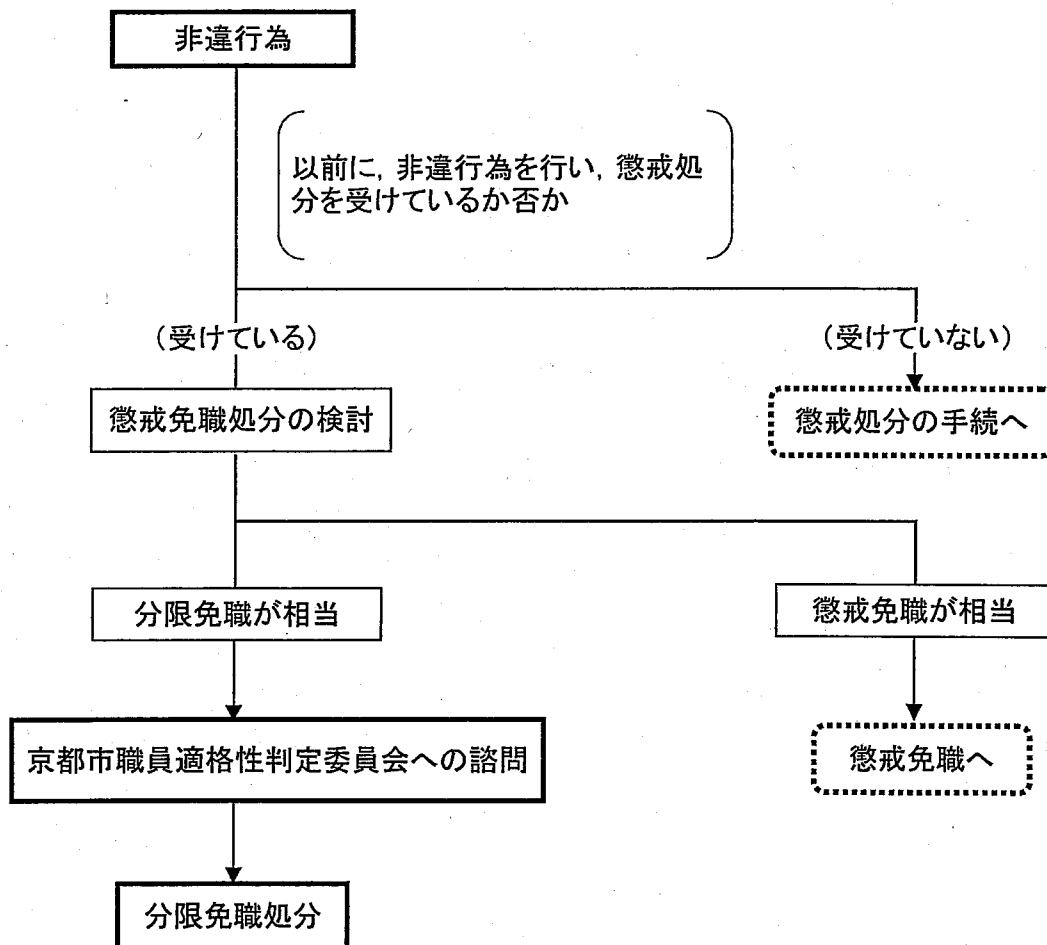 非違行為
以前に，非違行為を行い，懲戒処
分を受けているか否か
（受けている）
（受けていない）
懲戒免職処分の検討
懲戒処分の手続へ
分限免職が相当
懲戒免職が相当
京都市職員適格性判定委員会への諮問
懲戒免職へ
分限免職処分